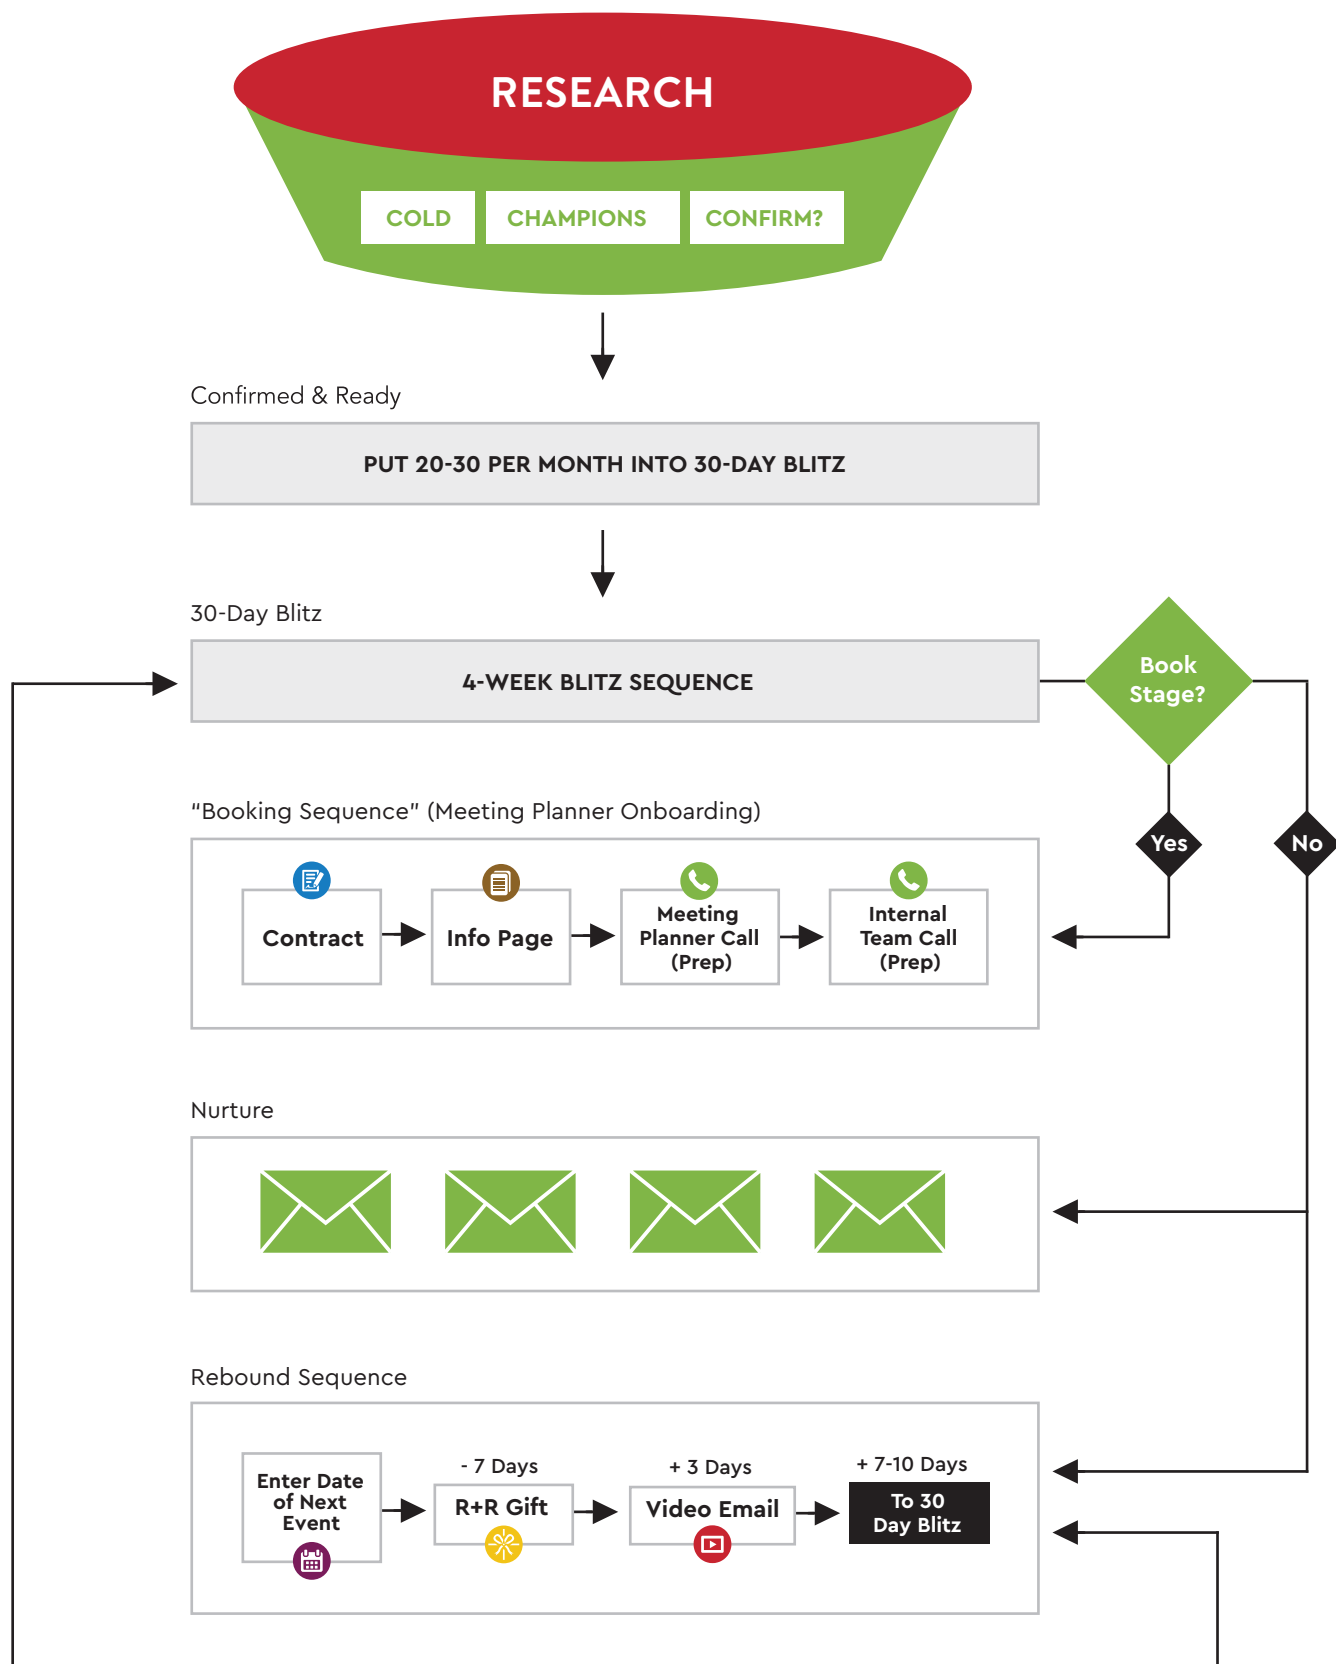 RESEARCH
COLD
CHAMPIONS
CONFIRM?
Confirmed & Ready
PUT 20-30 PER MONTH INTO 30-DAY BLITZ
30-Day Blitz
4-WEEK BLITZ SEQUENCE
Book
Stage?
Yes
No
“Booking Sequence” (Meeting Planner Onboarding)
Contract
Info Page
Meeting
Planner Call
(Prep)
Internal
Team Call
(Prep)
Nurture
Rebound Sequence
Enter Date
of Next
Event
- 7 Days
R+R Gift
+ 3 Days
Video Email
+ 7-10 Days
To 30
Day Blitz